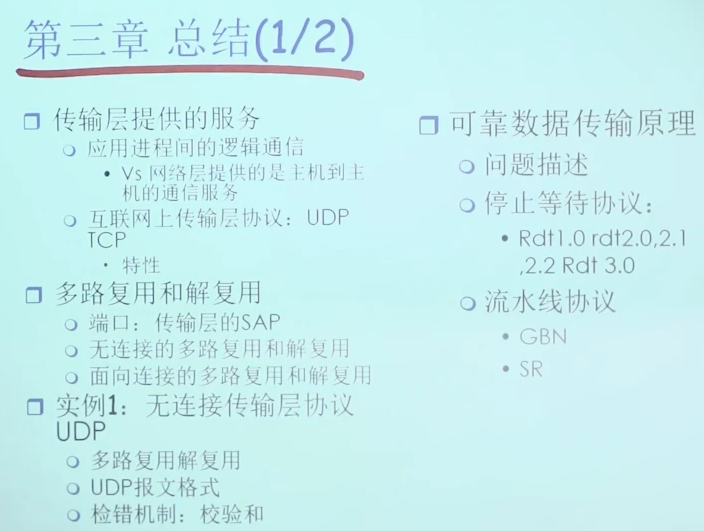 第三章 总结(1/2)
传输层提供的服务
应用进程间的逻辑通信
Vs 网络层提供的是主机到主
机的通信服务
互联网上传输层协议：UDP
TCP
特性
多路复用和解复用
端口：传输层的SAP
无连接的多路复用和解复用
面向连接的多路复用和解复用
实例1：无连接传输层协议
UDP
多路复用解复用
UDP报文格式
检错机制：校验和
可靠数据传输原理
问题描述
停止等待协议：
Rdt1.0 rdt2.0,2.1
,2.2 Rdt 3.0
流水线协议
GBN
SR